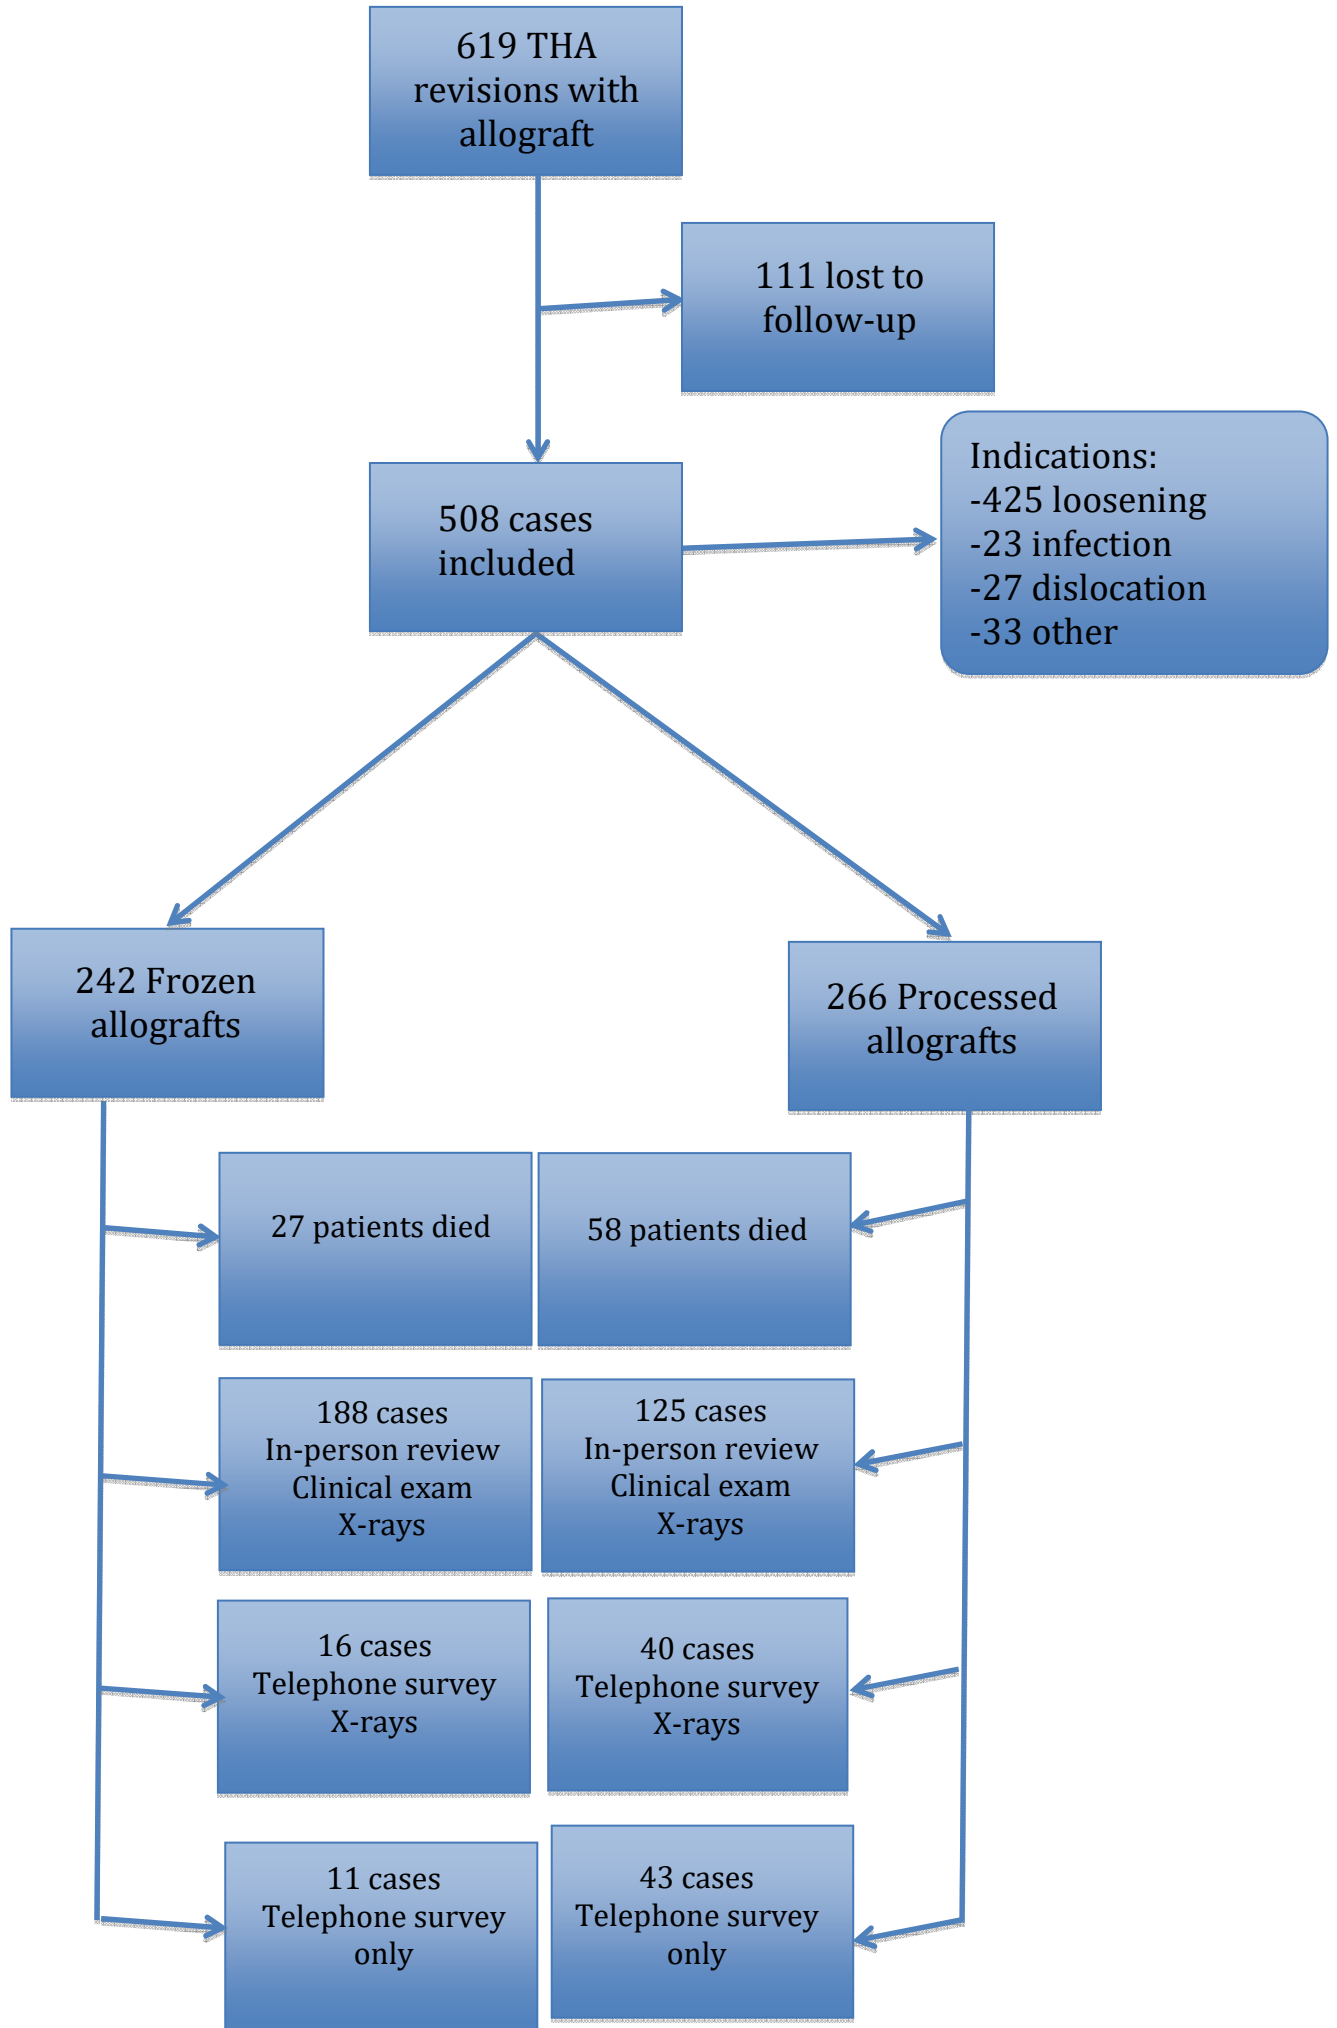 619 THA
revisions with
allograft
111 lost to
follow-up
Indications:
-425 loosening
-23 infection
-27 dislocation
-33 other
508 cases
included
242 Frozen
allografts
266 Processed
allografts
27 patients died
58 patients died
188 cases
In-person review
Clinical exam
X-rays
125 cases
In-person review
Clinical exam
X-rays
16 cases
Telephone survey
X-rays
40 cases
Telephone survey
X-rays
11 cases
Telephone survey
only
43 cases
Telephone survey
only